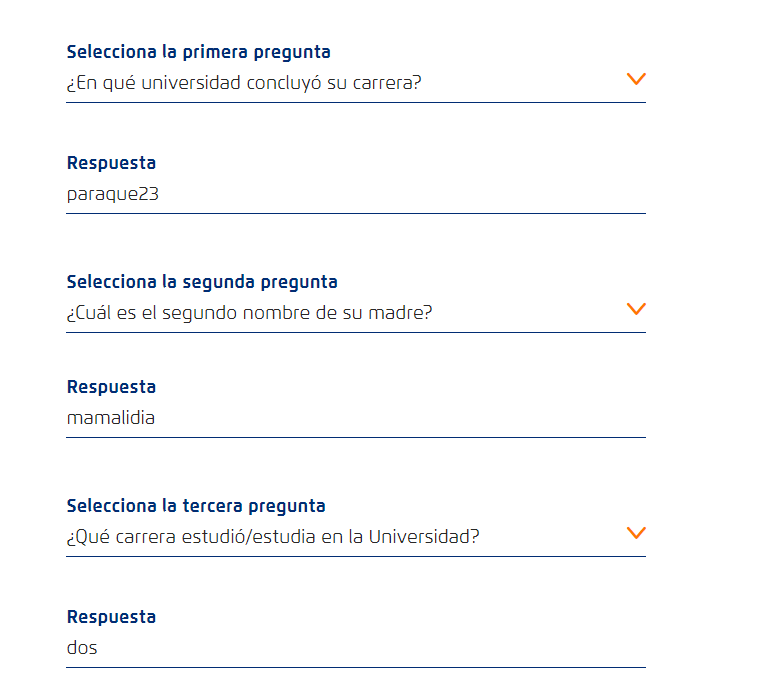 Selecciona la primera pregunta
¿En qué universidad concluyó su carrera?
Respuesta
paraque23
Selecciona la segunda pregunta
¿Cuál es el segundo nombre de su madre?
Respuesta
mamalidia
Selecciona la tercera pregunta
¿Qué carrera estudió/estudia en la Universidad?
Respuesta
dos